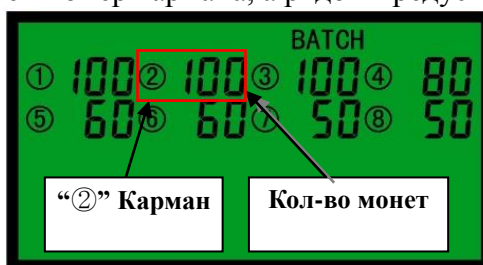 BATCH
① 100 ② 100 ③ 100 ④ 80
⑤ 60 ⑥ 60 ⑦ 50 ⑧ 50
“②” Карман
Кол-во монет